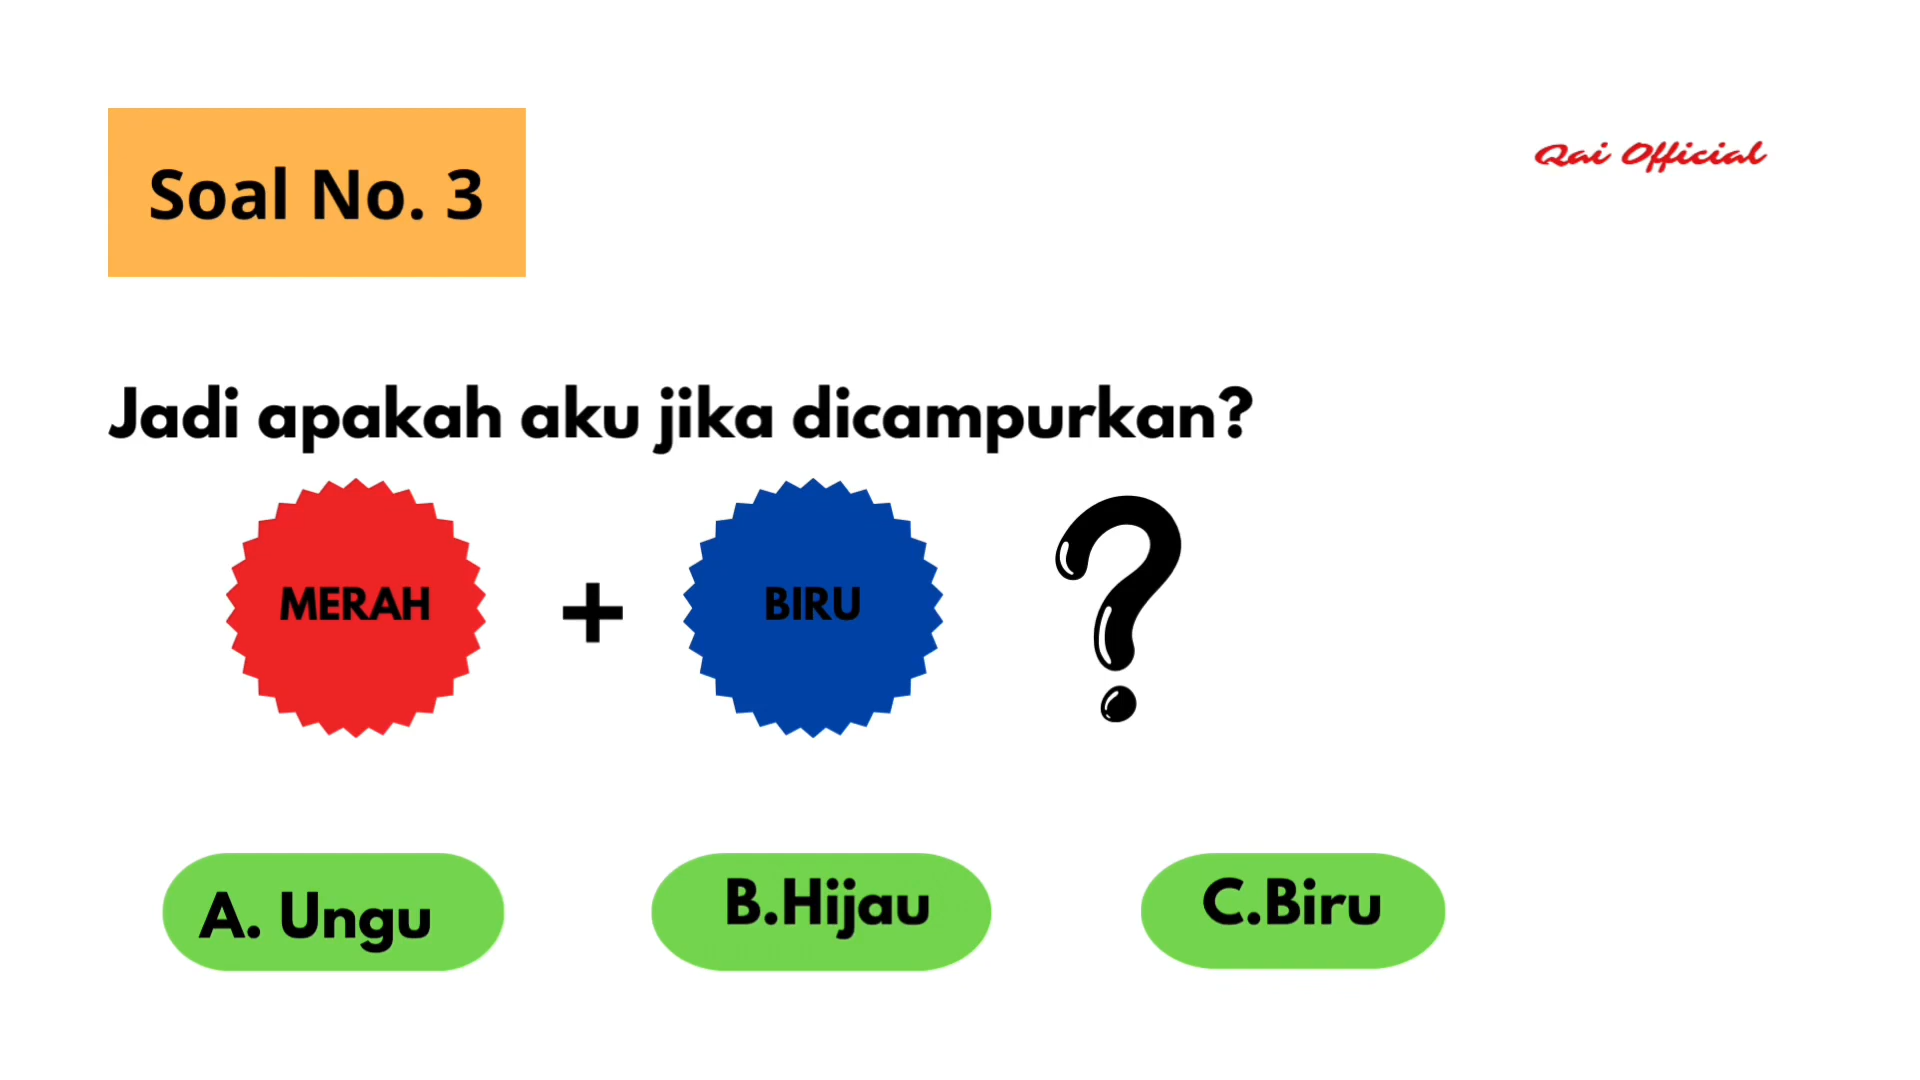 Soal No. 3
Qai Official
Jadi apakah aku jika dicampurkan?
MERAH + BIRU ?
A. Ungu
B.Hijau
C.Biru